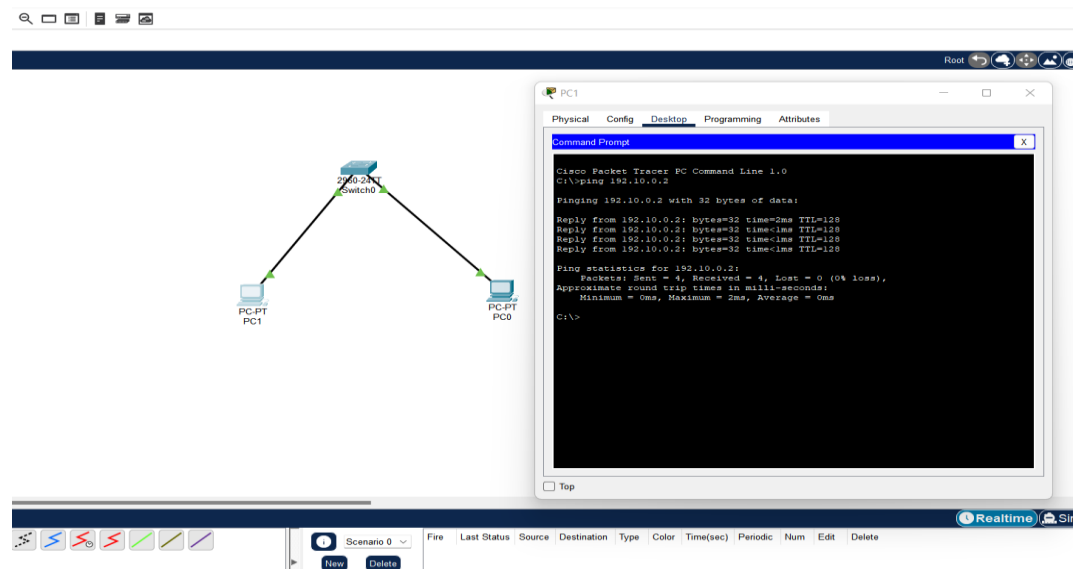 Root
PC1
Physical Config Desktop Programming Attributes
Command Prompt
X
Cisco Packet Tracer PC Command Line 1.0
C:\>ping 192.10.0.2
Pinging 192.10.0.2 with 32 bytes of data:
Reply from 192.10.0.2: bytes=32 time=2ms TTL=128
Reply from 192.10.0.2: bytes=32 time<1ms TTL=128
Reply from 192.10.0.2: bytes=32 time<1ms TTL=128
Reply from 192.10.0.2: bytes=32 time<1ms TTL=128
Ping statistics for 192.10.0.2:
Packets: Sent = 4, Received = 4, Lost = 0 (0% loss),
Approximate round trip times in milli-seconds:
Minimum = 0ms, Maximum = 2ms, Average = 0ms
C:\>
Top
2960-24TT
Switch0
PC-PT
PC1
PC-PT
PC0
Realtime
Scenario 0
New Delete
Fire Last Status Source Destination Type Color Time(sec) Periodic Num Edit Delete